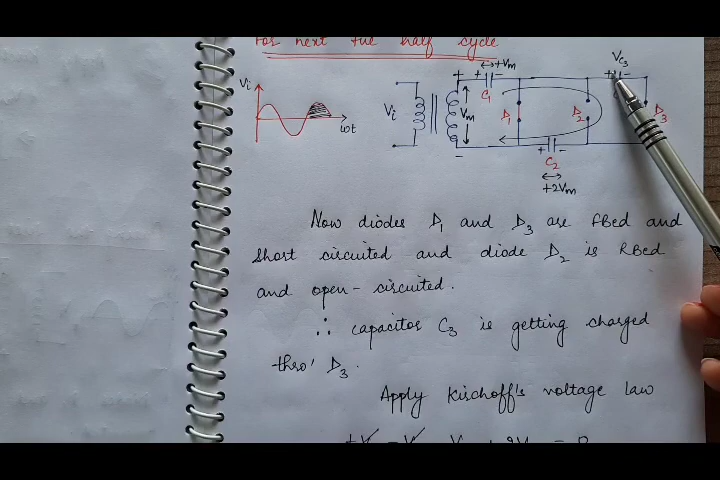 For next +ve half cycle
Vi
ωt
Vi
+
-
Vm
+ -
+Vm
C1
D1
D2
+ -
C2
+2Vm
Vc3
+ -
D3
Now diodes D1 and D3 are FBed and
short circuited and diode D2 is RBed
and open-circuited.
∴ capacitor C3 is getting charged
thro' D3.
Apply Kirchoff's voltage law